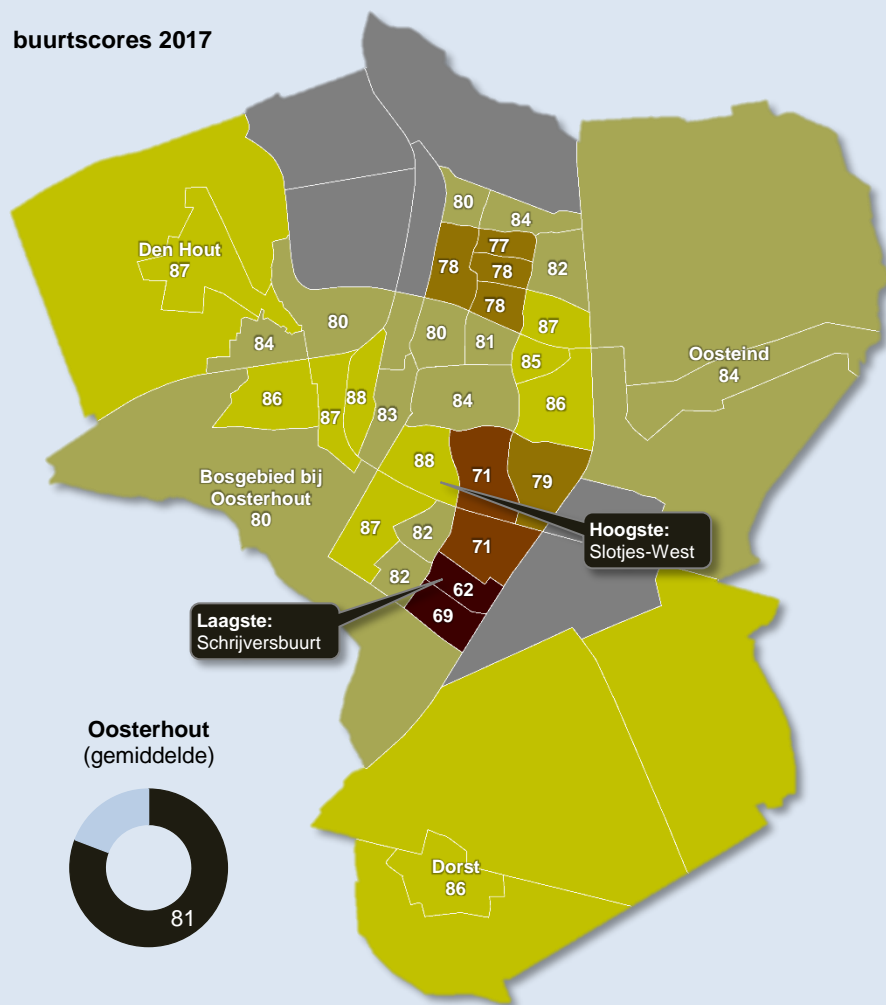 buurtscores 2017
80
84
77
78
78
82
Den Hout
87
78
87
80
80
81
84
85
Oosteind
84
86
87
88
83
84
86
88
71
79
Bosgebied bij
Oosterhout
80
87
82
71
Hoogste:
Slotjes-West
82
62
69
Laagste:
Schrijversbuurt
Oosterhout
(gemiddelde)
81
Dorst
86